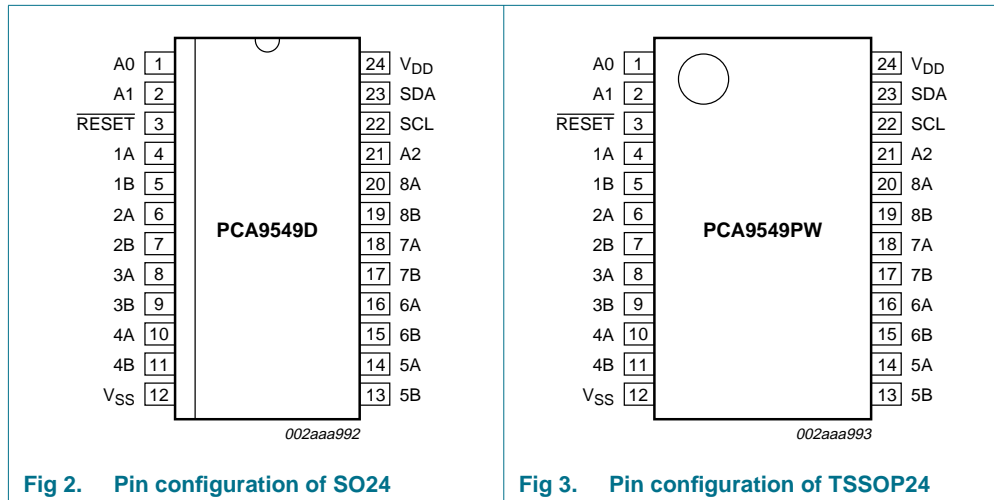 A0 1 24 VDD
A1 2 23 SDA
RESET 3 22 SCL
1A 4 21 A2
1B 5 20 8A
2A 6 19 8B
2B 7 18 7A
3A 8 17 7B
3B 9 16 6A
4A 10 15 6B
4B 11 14 5A
VSS 12 13 5B
PCA9549D
002aaa992
Fig 2. Pin configuration of SO24
A0 1 24 VDD
A1 2 23 SDA
RESET 3 22 SCL
1A 4 21 A2
1B 5 20 8A
2A 6 19 8B
2B 7 18 7A
3A 8 17 7B
3B 9 16 6A
4A 10 15 6B
4B 11 14 5A
VSS 12 13 5B
PCA9549PW
002aaa993
Fig 3. Pin configuration of TSSOP24